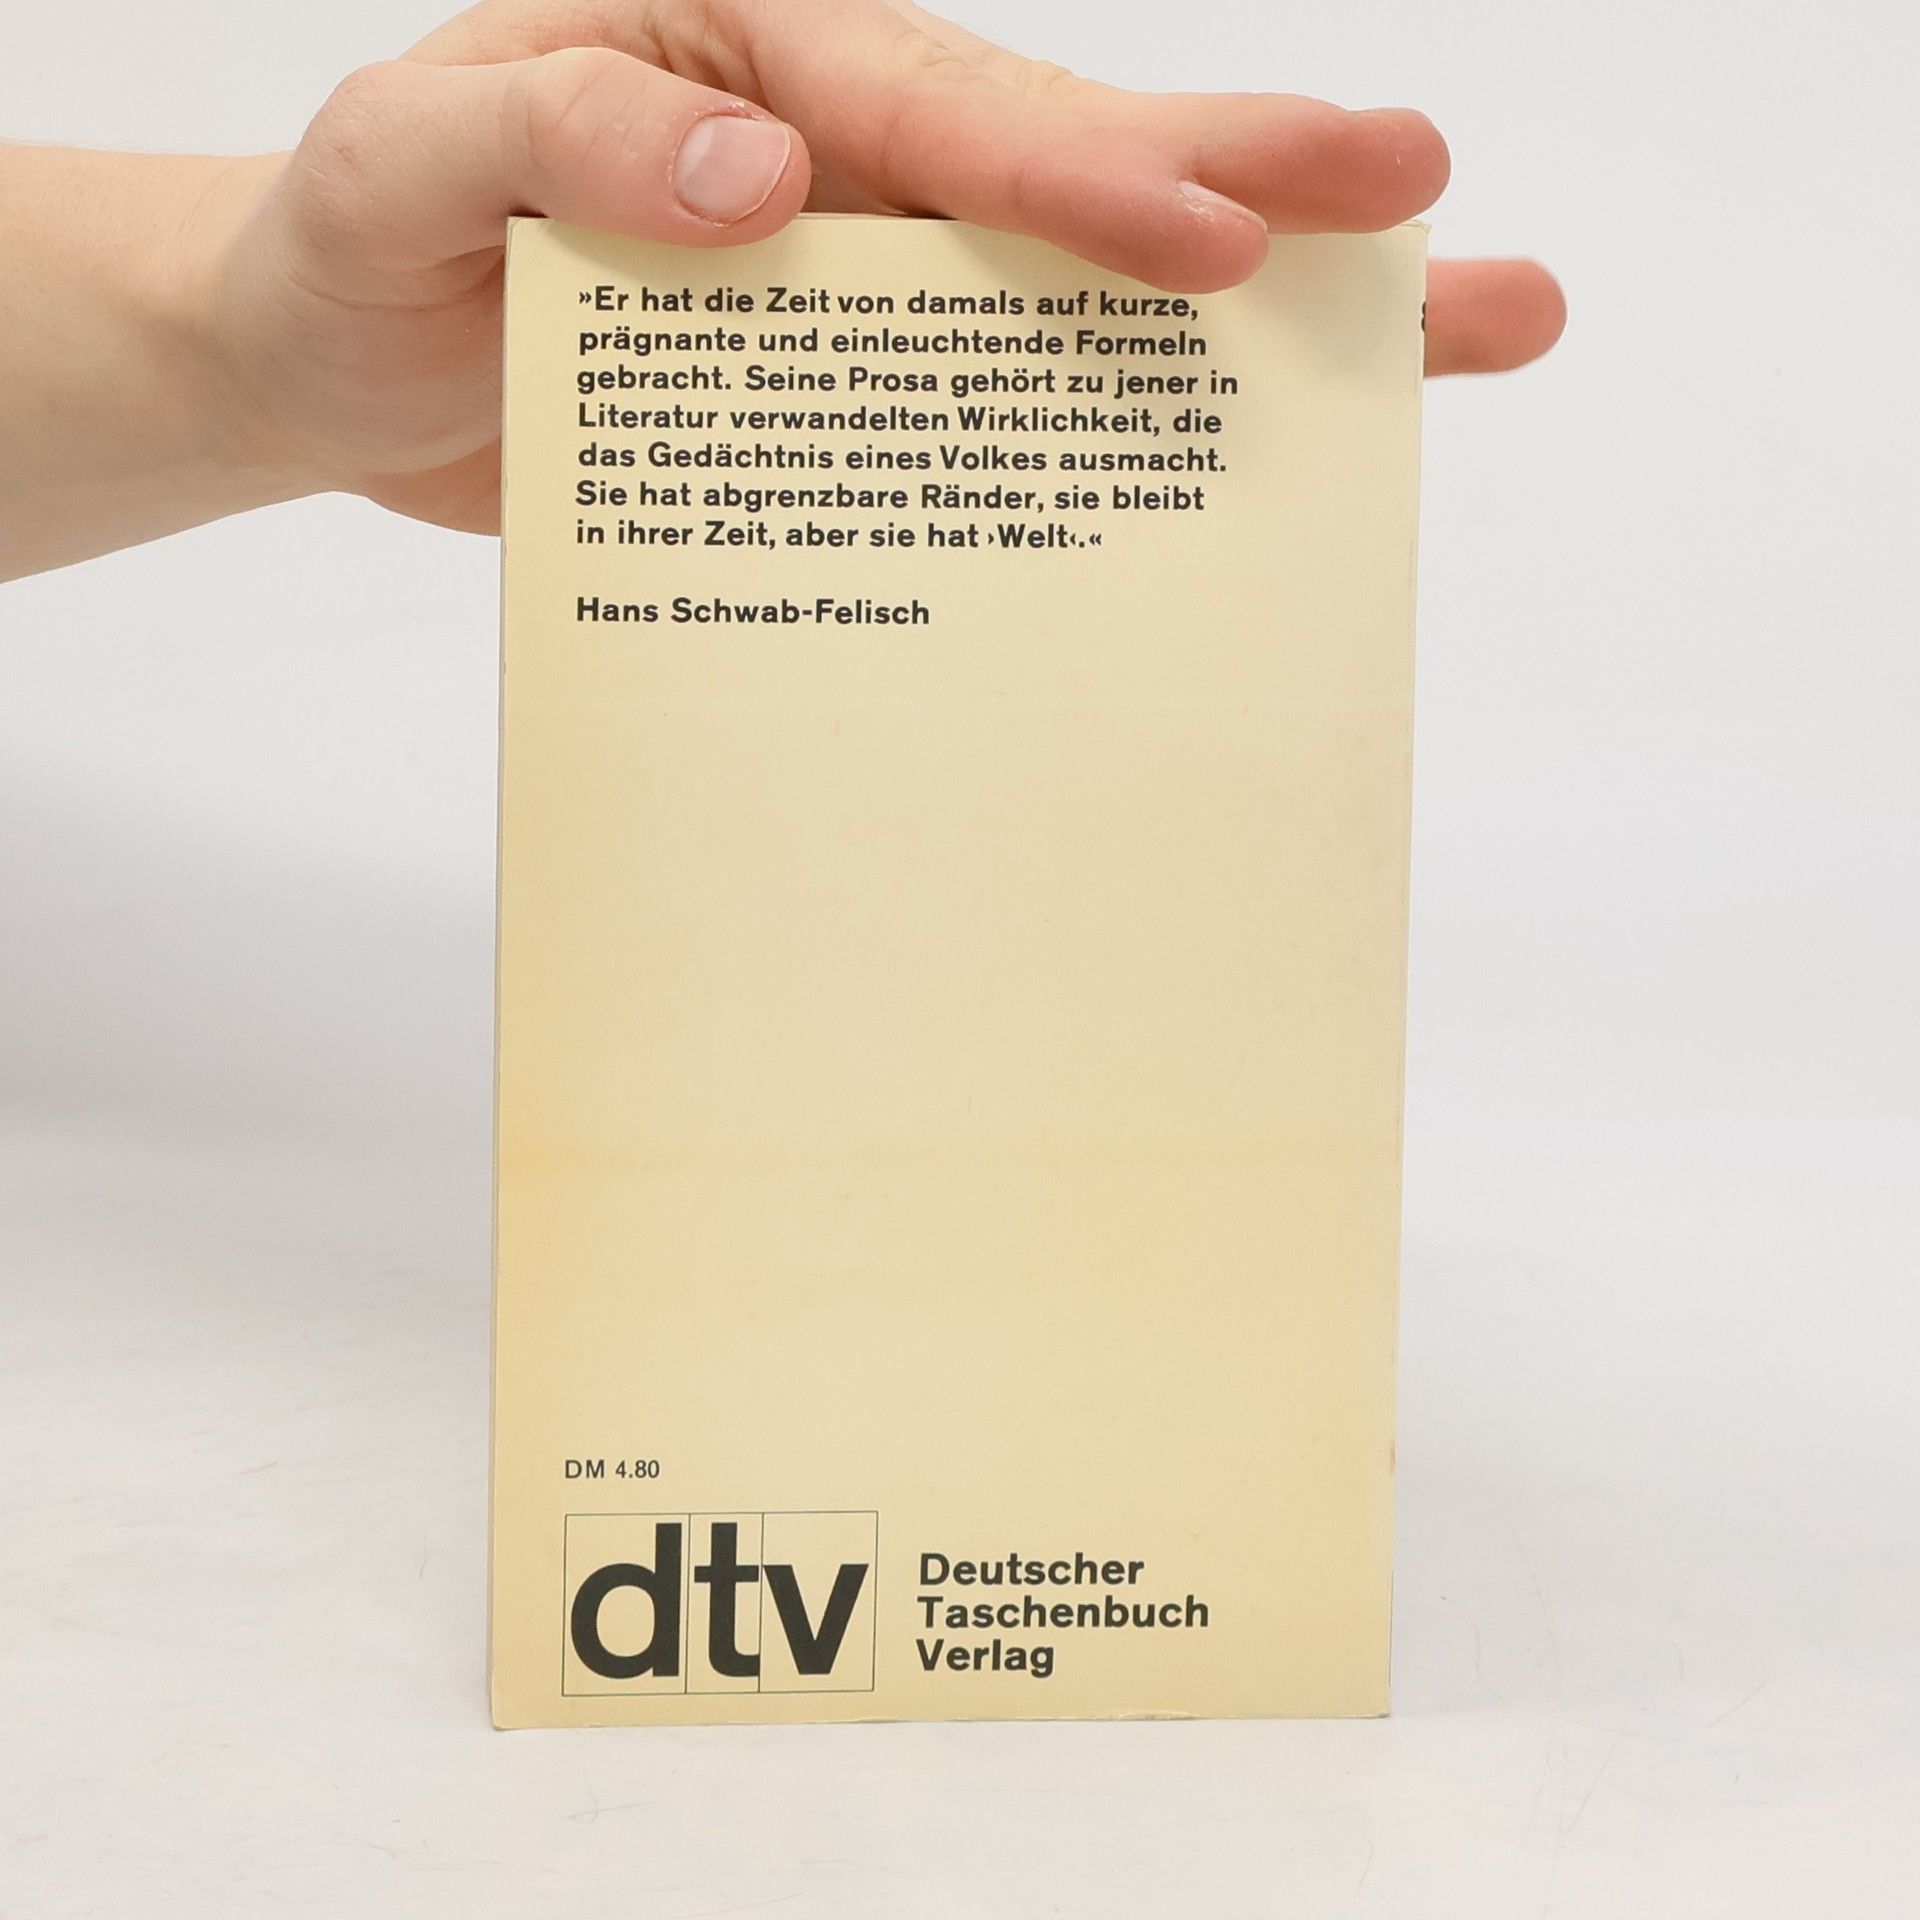 »Er hat die Zeit von damals auf kurze,
prägnante und einleuchtende Formeln
gebracht. Seine Prosa gehört zu jener in
Literatur verwandelten Wirklichkeit, die
das Gedächtnis eines Volkes ausmacht.
Sie hat abgrenzbare Ränder, sie bleibt
in ihrer Zeit, aber sie hat ›Welt‹.«
Hans Schwab-Felisch
DM 4.80
dtv
Deutscher
Taschenbuch
Verlag